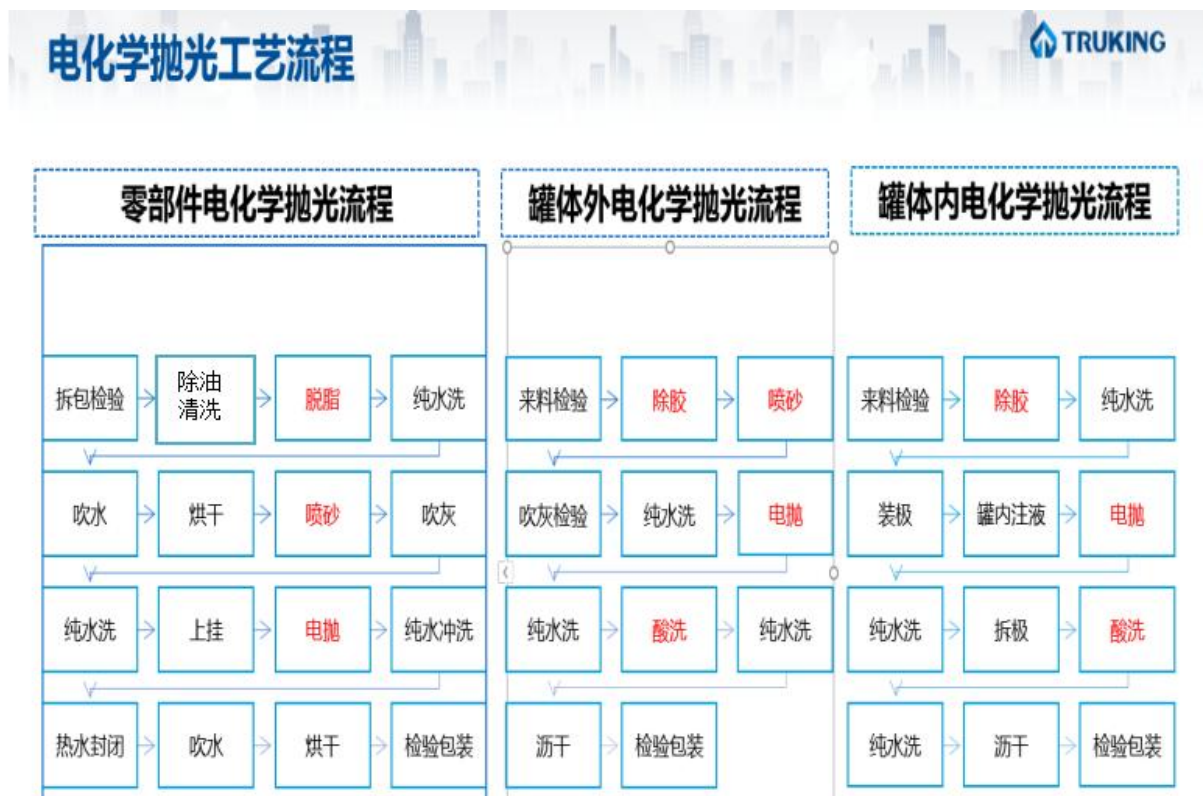 电化学抛光工艺流程
TRUKING
零部件电化学抛光流程
拆包检验
除油
清洗
脱脂
纯水洗
吹水
烘干
喷砂
吹灰
纯水洗
上挂
电抛
纯水冲洗
热水封闭
吹水
烘干
检验包装
罐体外电化学抛光流程
来料检验
除胶
喷砂
吹灰检验
纯水洗
电抛
纯水洗
酸洗
纯水洗
沥干
检验包装
罐体内电化学抛光流程
来料检验
除胶
纯水洗
装极
罐内注液
电抛
纯水洗
拆极
酸洗
纯水洗
沥干
检验包装